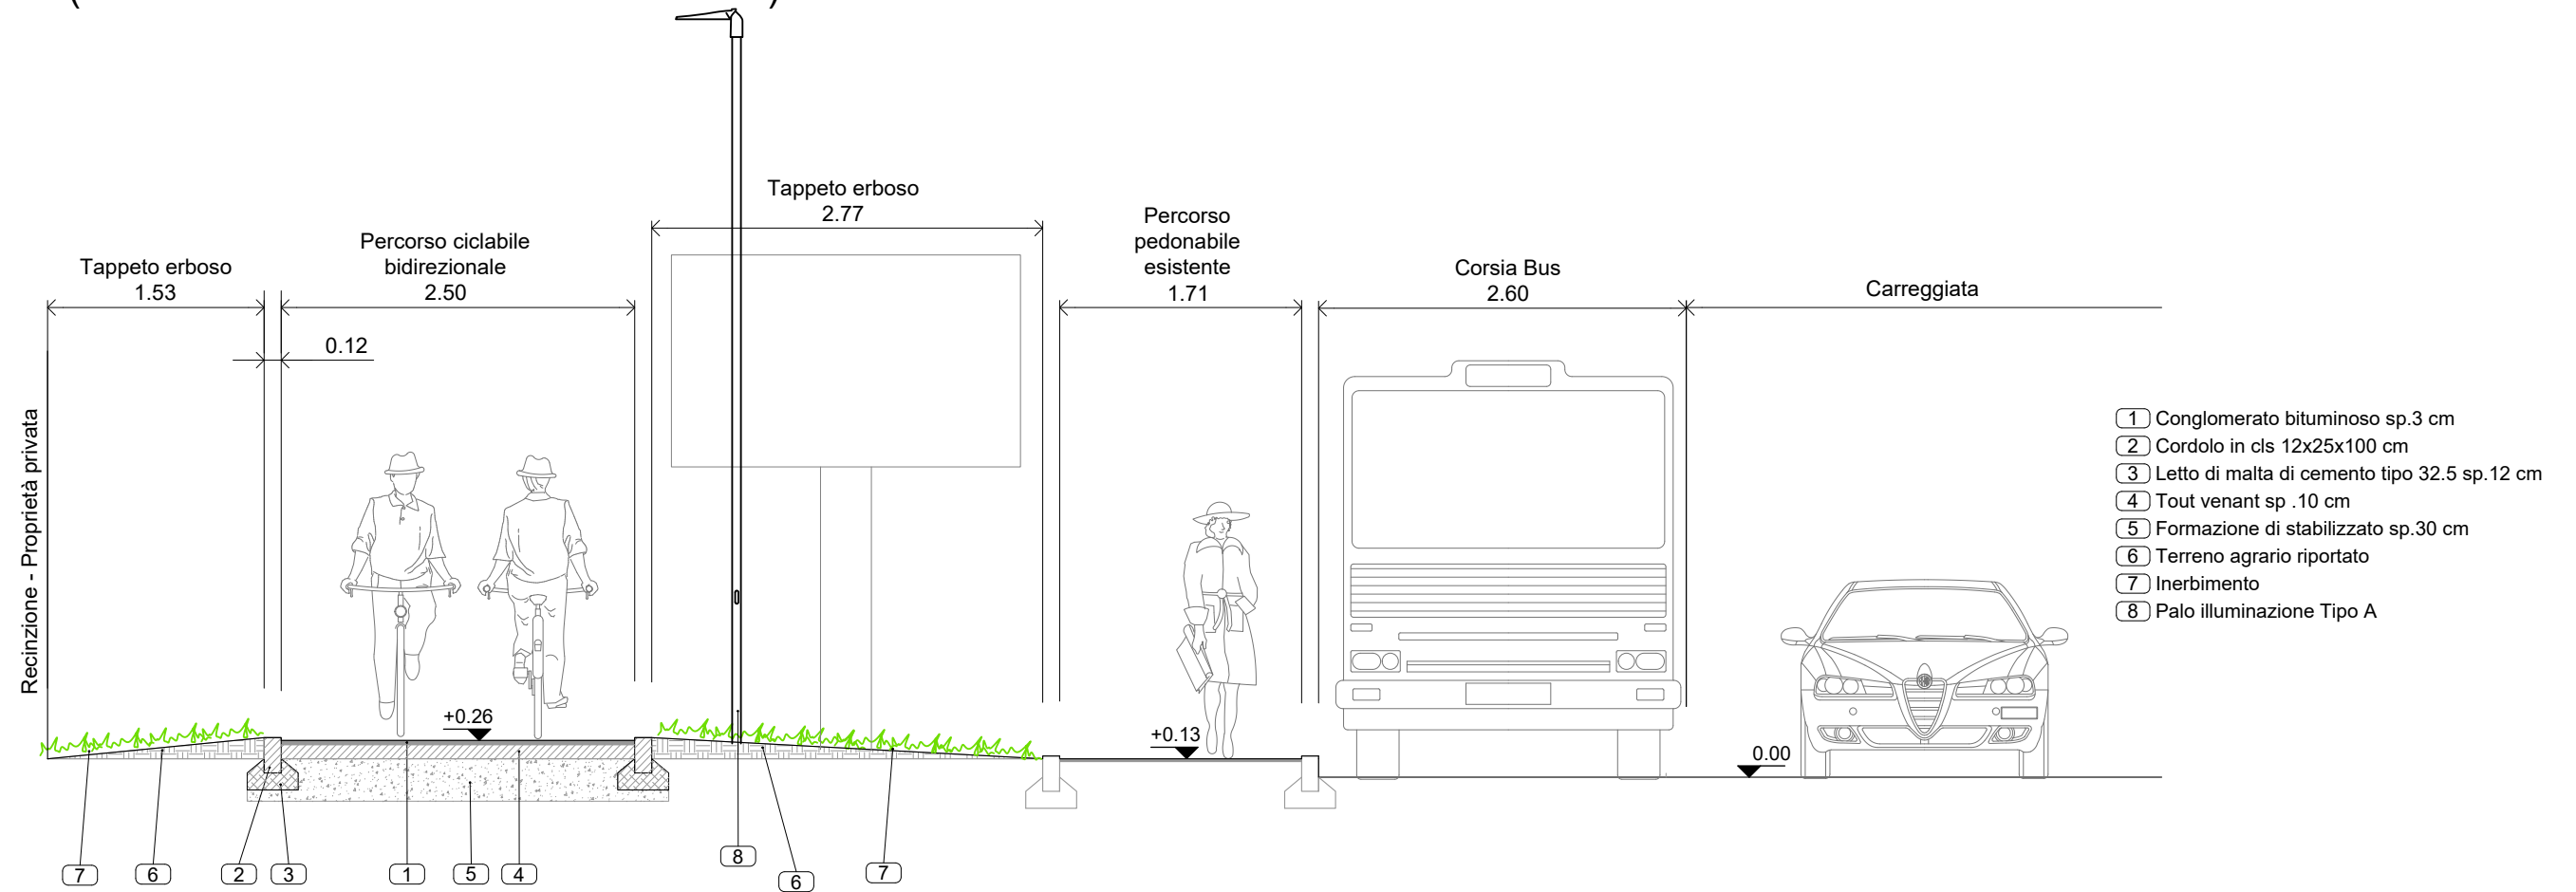 Tappeto erboso
2.77
Percorso
pedonabile
esistente
1.71
Percorso ciclabile
bidirezionale
2.50
Tappeto erboso
1.53
Corsia Bus
2.60
Carreggiata
0.12
Recinzione - Proprietà privata
1 Conglomerato bituminoso sp.3 cm
2 Cordolo in cls 12x25x100 cm
3 Letto di malta di cemento tipo 32.5 sp.12 cm
4 Tout venant sp .10 cm
5 Formazione di stabilizzato sp.30 cm
6 Terreno agrario riportato
7 Inerbimento
8 Palo illuminazione Tipo A
+0.26
+0.13
0.00
7 6 2 3 1 5 4 8 6 7